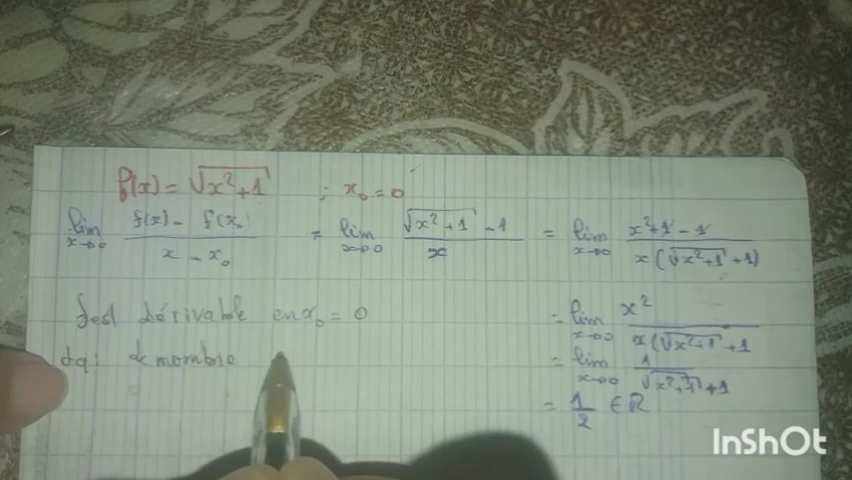 f(x) = √(x²+1) ; x₀ = 0
lim x→0 (f(x) - f(x₀))/(x - x₀) = lim x→0 (√(x²+1) - 1)/x = lim x→0 (x²+1-1)/(x(√(x²+1)+1))
f est dérivable en x₀ = 0
= lim x→0 x²/(x(√(x²+1)+1
nombre
= lim x→0 1/(√(x²+1)+1
= 1/2 ∈ ℝ
InShOt